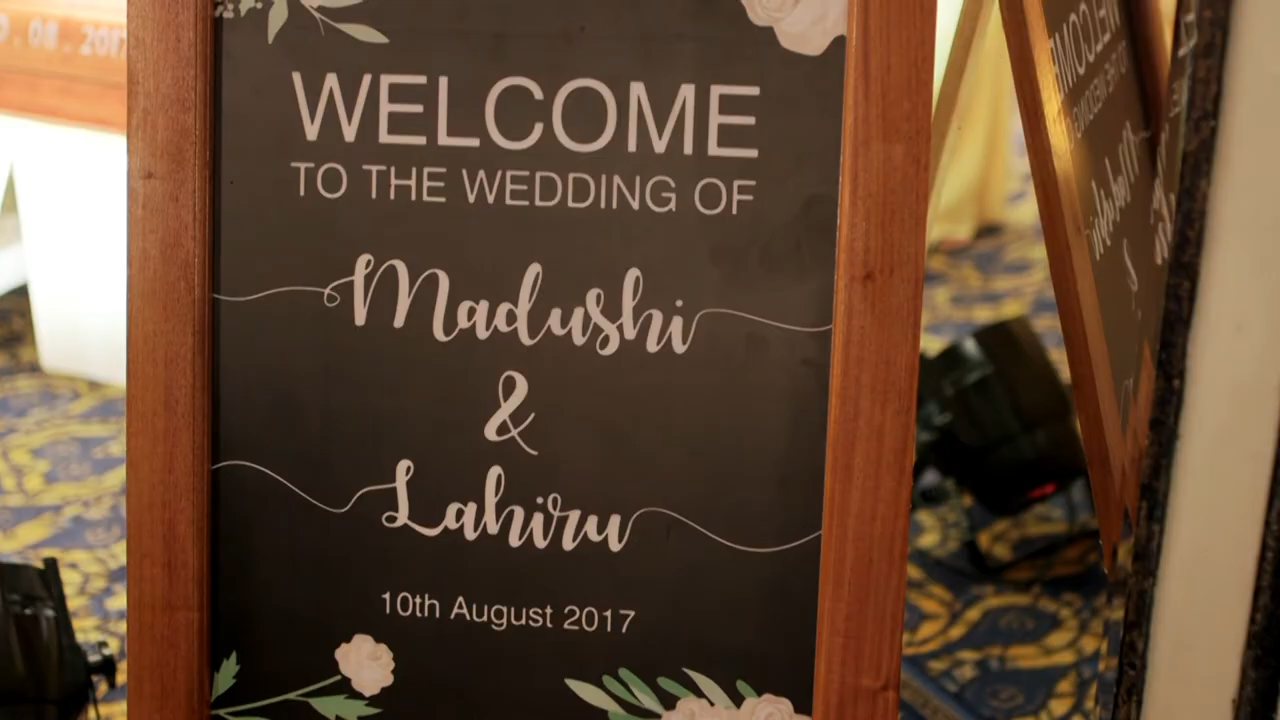 WELCOME
TO THE WEDDING OF
Madushi
&
Lahiru
10th August 2017